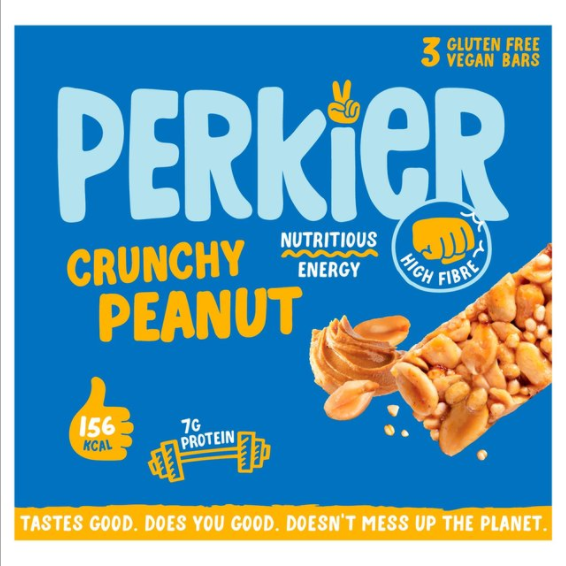 3 GLUTEN FREE
VEGAN BARS
PERKiER
CRUNCHY
PEANUT
NUTRITIOUS
ENERGY
HIGH FIBRE
156
KCAL
7G
PROTEIN
TASTES GOOD. DOES YOU GOOD. DOESN'T MESS UP THE PLANET.